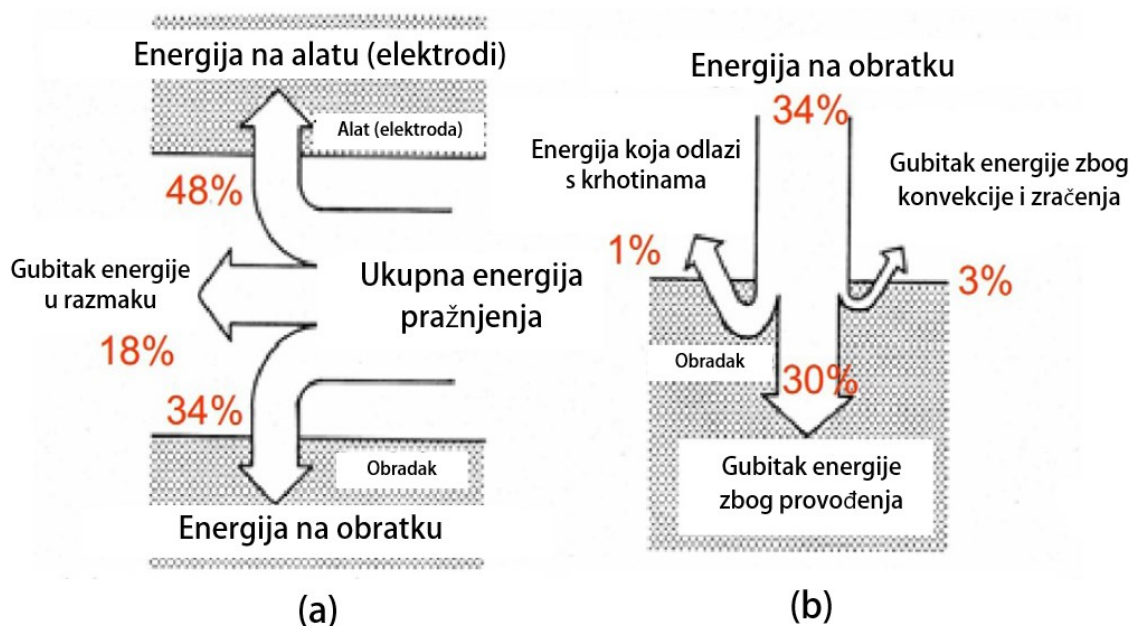 Energija na alatu (elektrodi)
Alat (elektroda)
48%
Gubitak energije
u razmaku
18%
Ukupna energija
pražnjenja
34%
Obradak
Energija na obratku
(a)
Energija na obratku
34%
Energija koja odlazi
s krhotinama
Gubitak energije zbog
konvekcije i zračenja
1%
3%
Obradak
30%
Gubitak energije
zbog provođenja
(b)